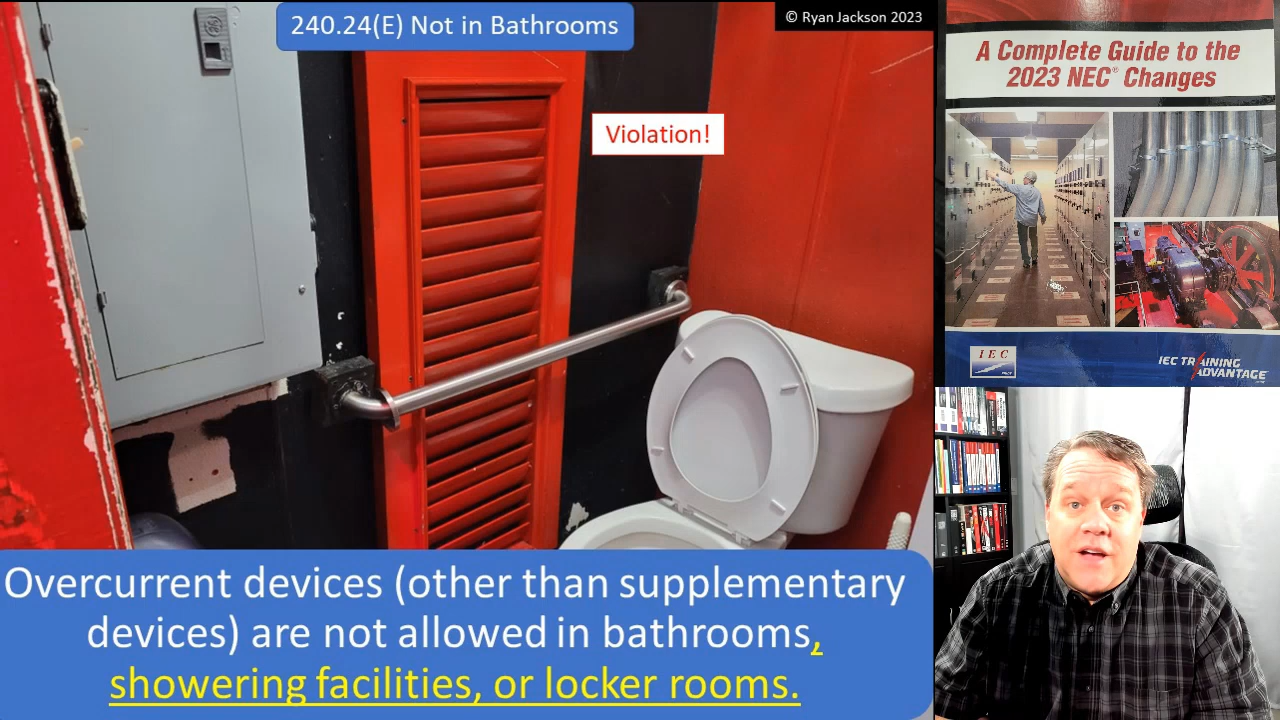 240.24(E) Not in Bathrooms
© Ryan Jackson 2023
Violation!
Overcurrent devices (other than supplementary
devices) are not allowed in bathrooms,
showering facilities, or locker rooms.
A Complete Guide to the
2023 NEC® Changes
IEC
IEC TRAINING
ADVANTAGE